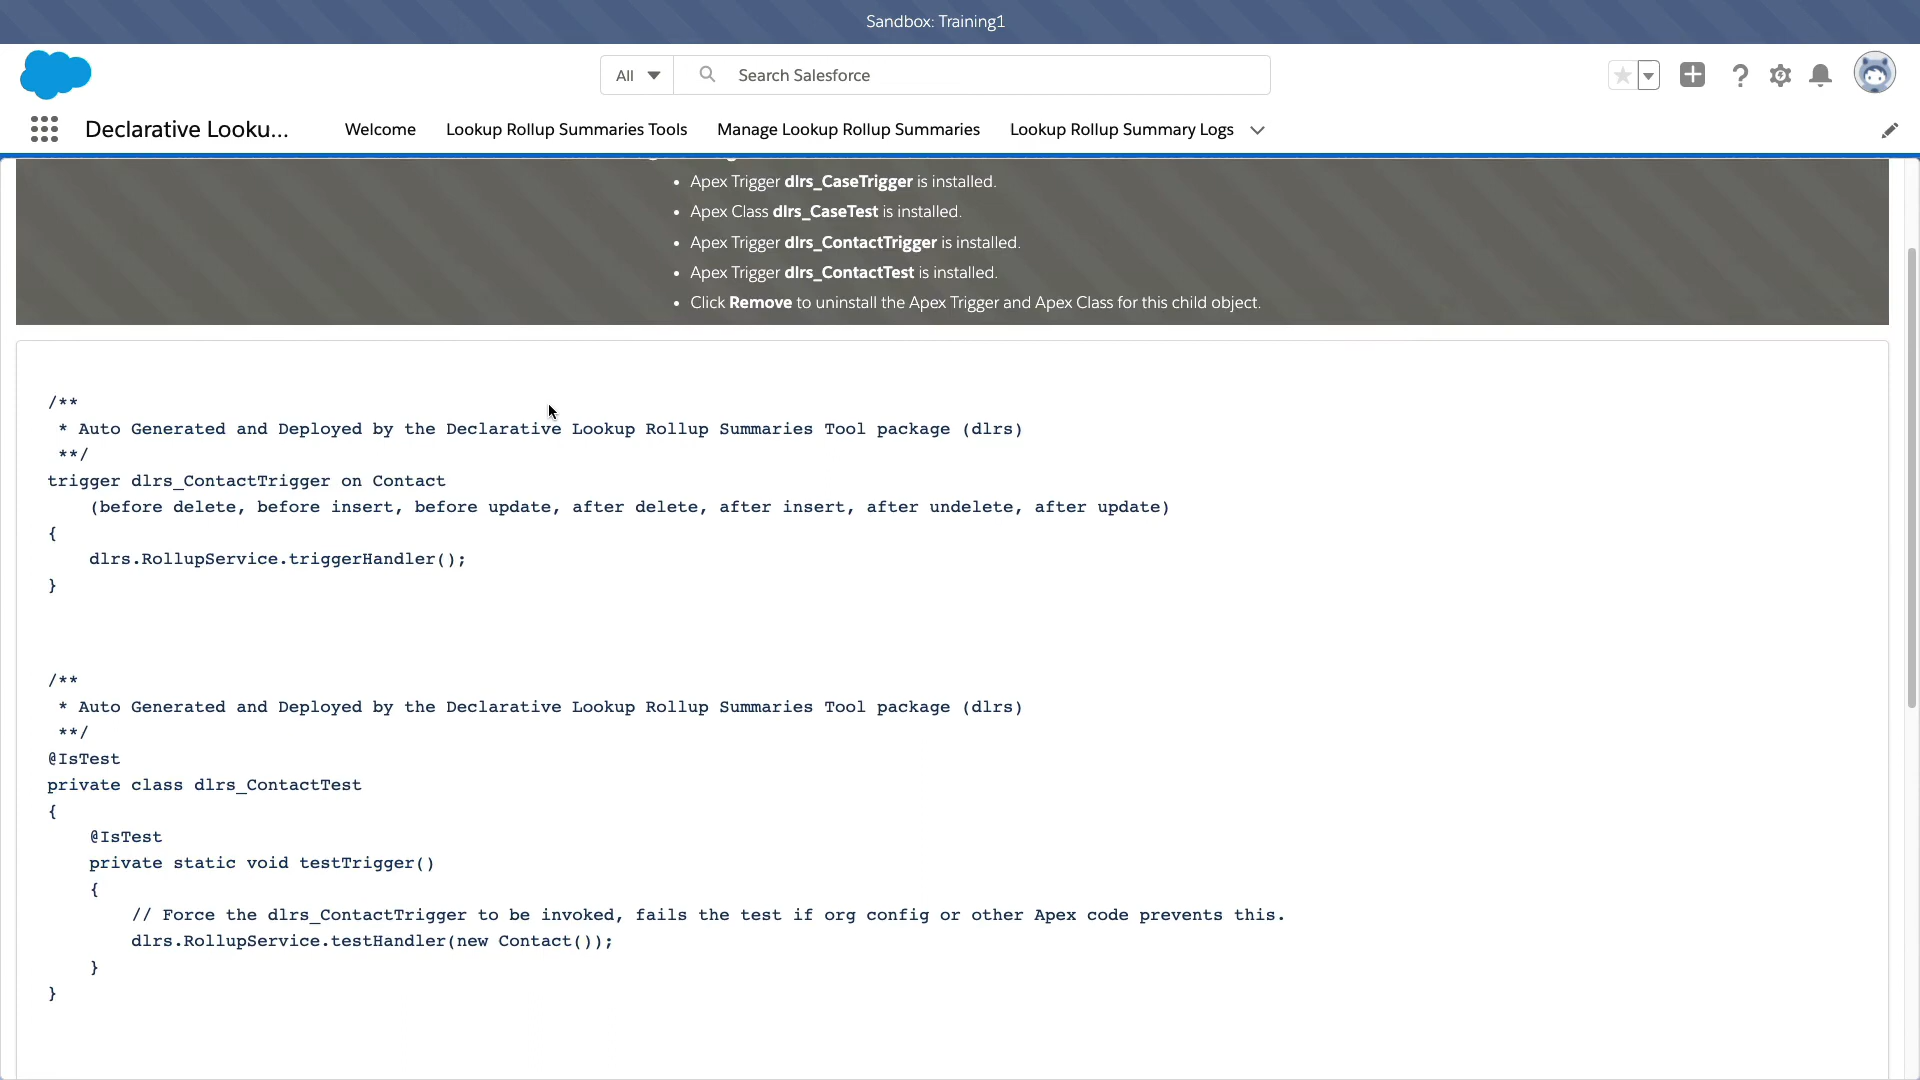 Sandbox: Training1
All
Search Salesforce
Declarative Looku...
Welcome
Lookup Rollup Summaries Tools
Manage Lookup Rollup Summaries
Lookup Rollup Summary Logs
• Apex Trigger dlrs_CaseTrigger is installed.
• Apex Class dlrs_CaseTest is installed.
• Apex Trigger dlrs_ContactTrigger is installed.
• Apex Trigger dlrs_ContactTest is installed.
• Click Remove to uninstall the Apex Trigger and Apex Class for this child object.
/**
 * Auto Generated and Deployed by the Declarative Lookup Rollup Summaries Tool package (dlrs)
 **/
trigger dlrs_ContactTrigger on Contact
    (before delete, before insert, before update, after delete, after insert, after undelete, after update)
{
    dlrs.RollupService.triggerHandler();
}
/**
 * Auto Generated and Deployed by the Declarative Lookup Rollup Summaries Tool package (dlrs)
 **/
@IsTest
private class dlrs_ContactTest
{
    @IsTest
    private static void testTrigger()
    {
        // Force the dlrs_ContactTrigger to be invoked, fails the test if org config or other Apex code prevents this.
        dlrs.RollupService.testHandler(new Contact());
    }
}